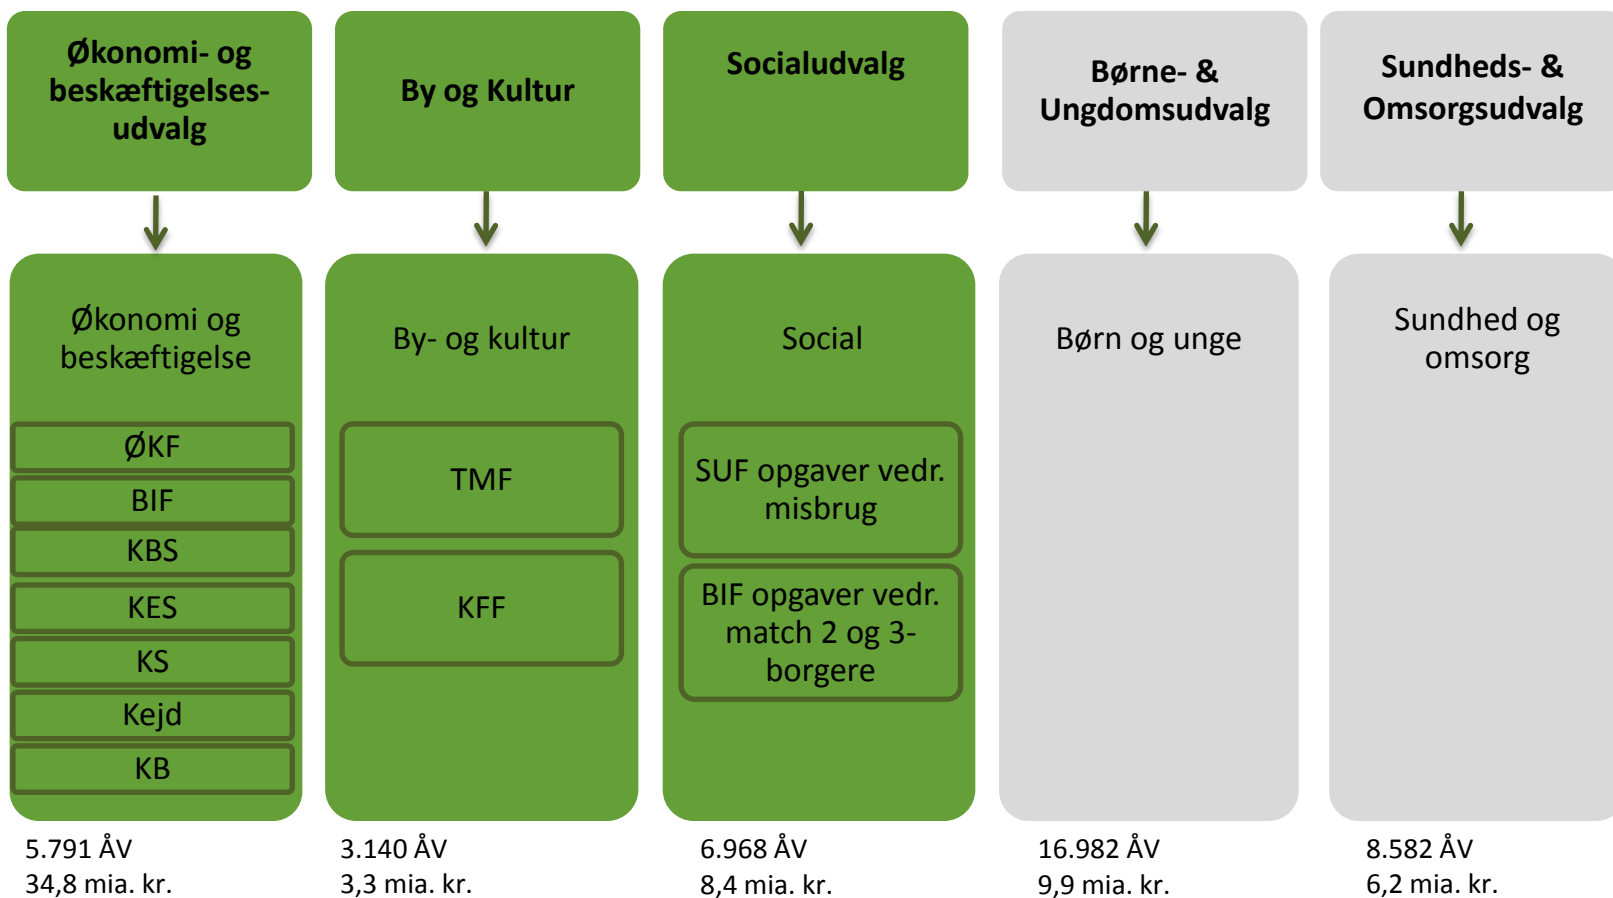 Økonomi- og
beskæftigelses-
udvalg
By og Kultur
Socialudvalg
Børne- &
Ungdomsudvalg
Sundheds- &
Omsorgsudvalg
Økonomi og
beskæftigelse
ØKF
BIF
KBS
KES
KS
Kejd
KB
By- og kultur
TMF
KFF
Social
SUF opgaver vedr.
misbrug
BIF opgaver vedr.
match 2 og 3-
borgere
Børn og unge
Sundhed og
omsorg
5.791 ÅV
34,8 mia. kr.
3.140 ÅV
3,3 mia. kr.
6.968 ÅV
8,4 mia. kr.
16.982 ÅV
9,9 mia. kr.
8.582 ÅV
6,2 mia. kr.